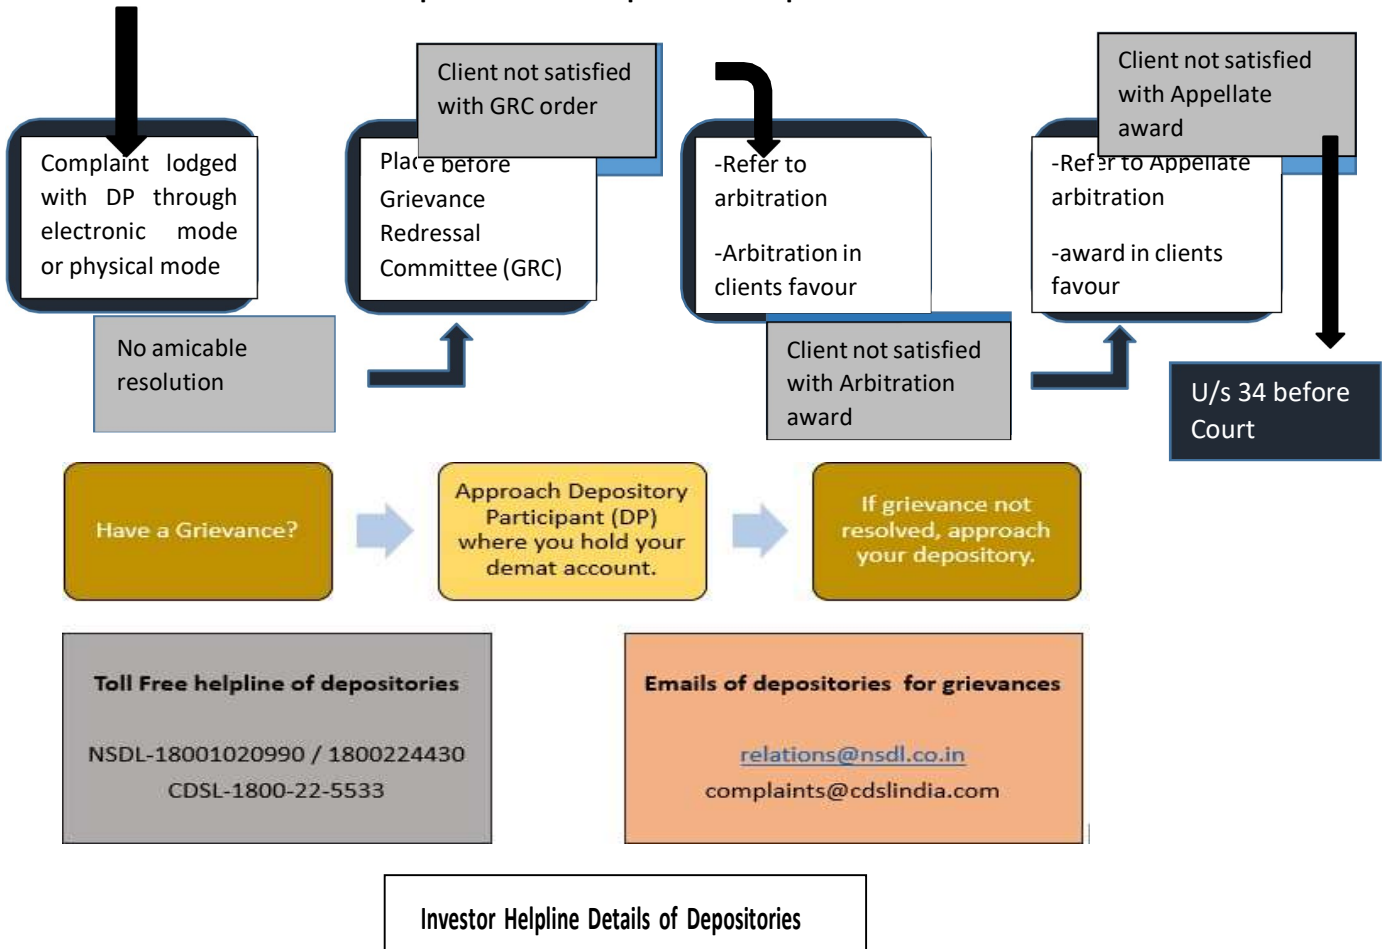 Client not satisfied
with GRC order
Client not satisfied
with Appellate
award
Complaint lodged
with DP through
electronic mode
or physical mode
Place before
Grievance
Redressal
Committee (GRC)
-Refer to
arbitration
-Arbitration in
clients favour
-Refer to Appellate
arbitration
-award in clients
favour
No amicable
resolution
Client not satisfied
with Arbitration
award
U/s 34 before
Court
Have a Grievance?
Approach Depository
Participant (DP)
where you hold your
demat account.
If grievance not
resolved, approach
your depository.
Toll Free helpline of depositories
NSDL-18001020990 / 1800224430
CDSL-1800-22-5533
Emails of depositories for grievances
relations@nsdl.co.in
complaints@cdslindia.com
Investor Helpline Details of Depositories